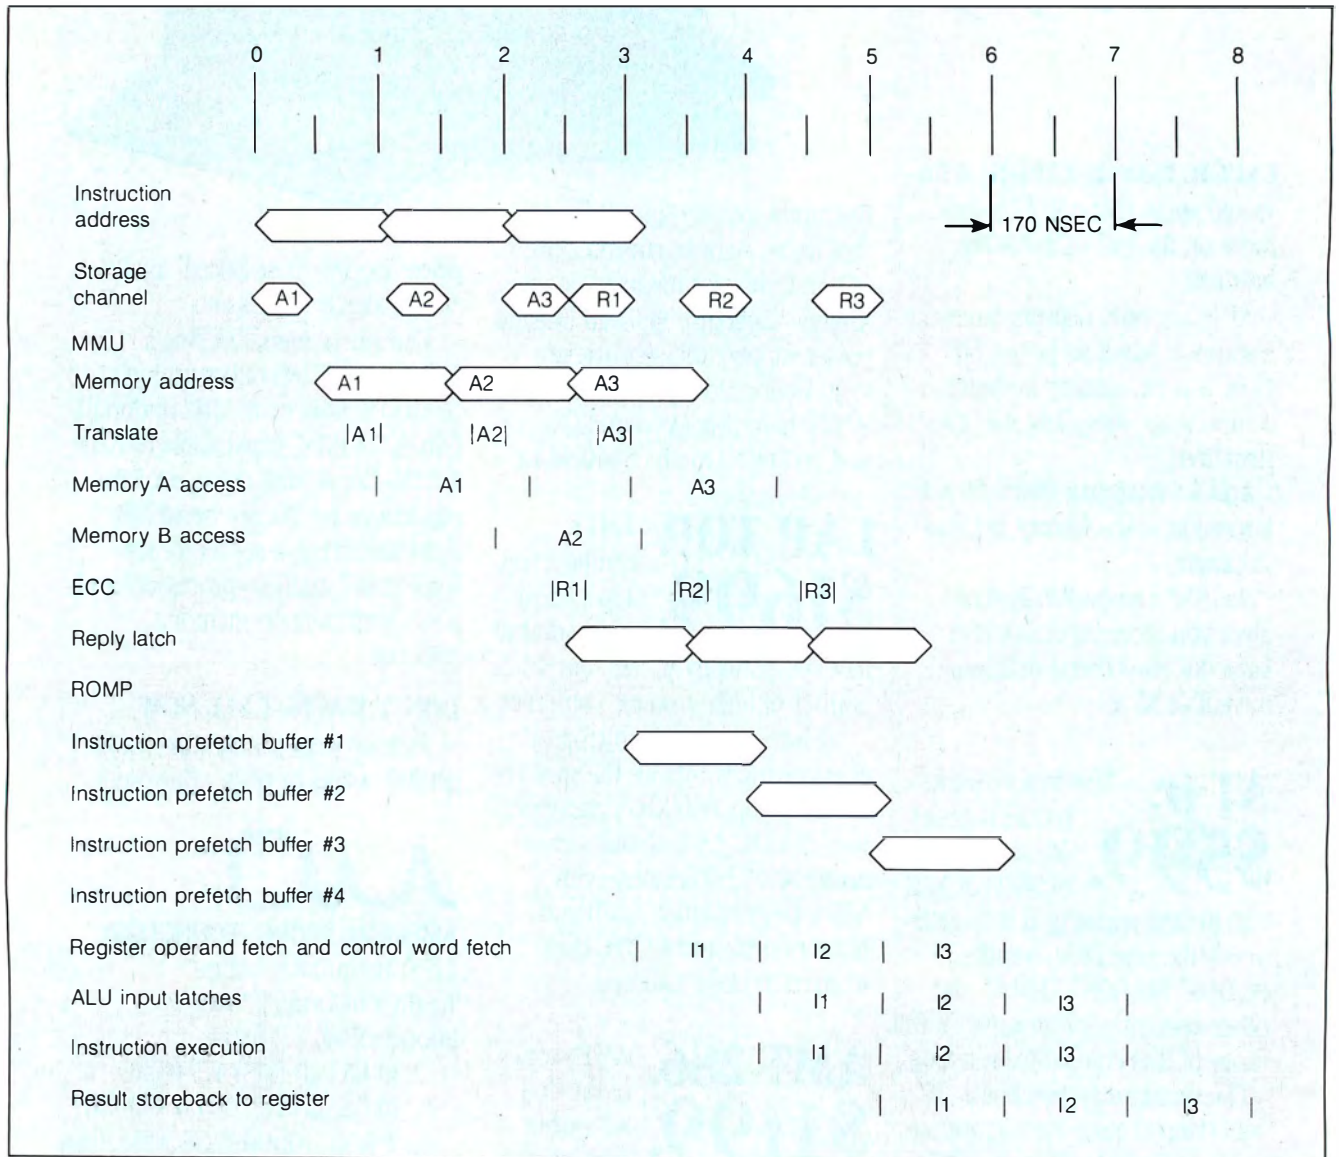 0 1 2 3 4 5 6 7 8
Instruction
address
170 NSEC
Storage
channel
A1 A2 A3 R1 R2 R3
MMU
Memory address A1 A2 A3
Translate |A1| |A2| |A3|
Memory A access | A1 | | A3 |
Memory B access | A2 |
ECC |R1| |R2| |R3|
Reply latch
ROMP
Instruction prefetch buffer #1
Instruction prefetch buffer #2
Instruction prefetch buffer #3
Instruction prefetch buffer #4
Register operand fetch and control word fetch | I1 | I2 | I3 |
ALU input latches | I1 | I2 | I3 |
Instruction execution | I1 | I2 | I3 |
Result storeback to register | I1 | I2 | I3 |